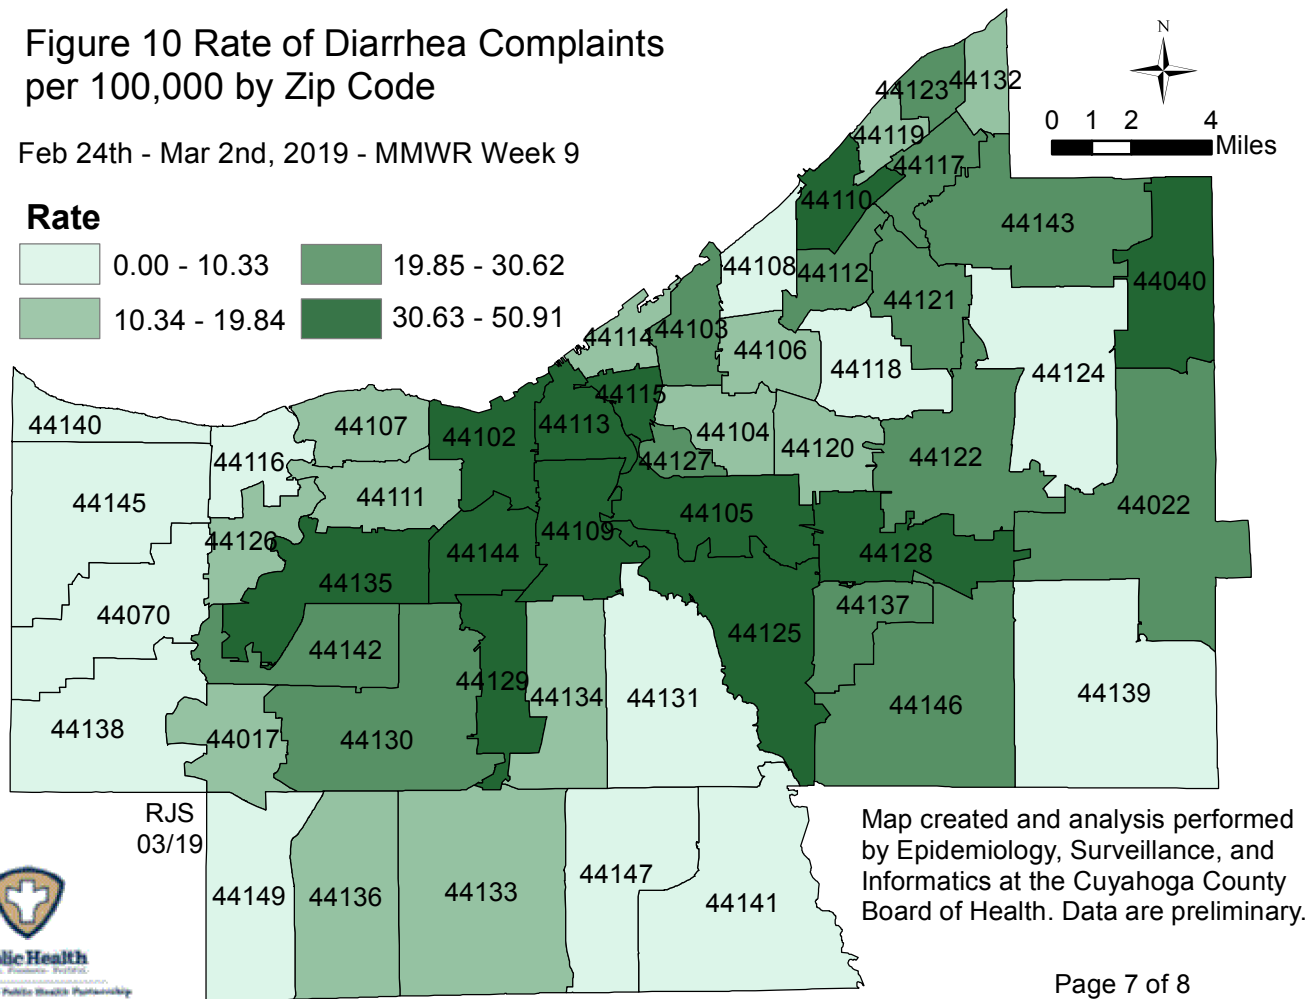 Figure 10 Rate of Diarrhea Complaints
per 100,000 by Zip Code
Feb 24th - Mar 2nd, 2019 - MMWR Week 9
N
0 1 2 4
Miles
Rate
0.00 - 10.33
19.85 - 30.62
10.34 - 19.84
30.63 - 50.91
44132
44123
44119
44117
44110
44143
44108
44112
44040
44121
44114
44103
44106
44118
44124
44115
44140
44107
44102
44113
44104
44120
44122
44116
44127
44111
44145
44022
44105
44126
44109
44144
44128
44135
44070
44137
44125
44142
44129
44134
44131
44139
44146
44138
44017
44130
RJS
03/19
44149
44136
44133
44147
44141
Map created and analysis performed
by Epidemiology, Surveillance, and
Informatics at the Cuyahoga County
Board of Health. Data are preliminary.
lic Health
Public Health Partnership
Page 7 of 8